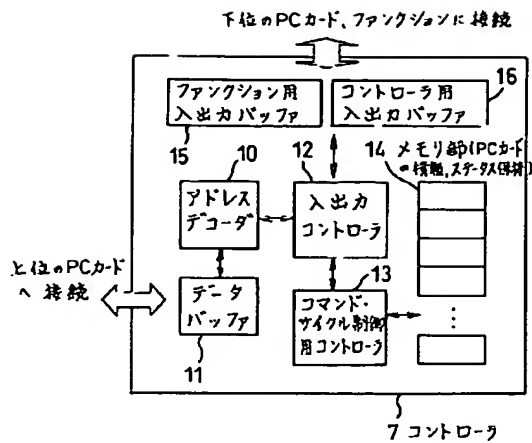 下位のPCカード、ファンクションに接続
ファンクション用
入出力バッファ
15
コントローラ用
入出力バッファ
16
10
アドレス
デコーダ
12
入出力
コントローラ
14
メモリ部(PCカード
の情報,ステータス保持)
上位のPCカード
へ接続
データ
バッファ
11
13
コマンド・
サイクル制御
用コントローラ
7 コントローラ